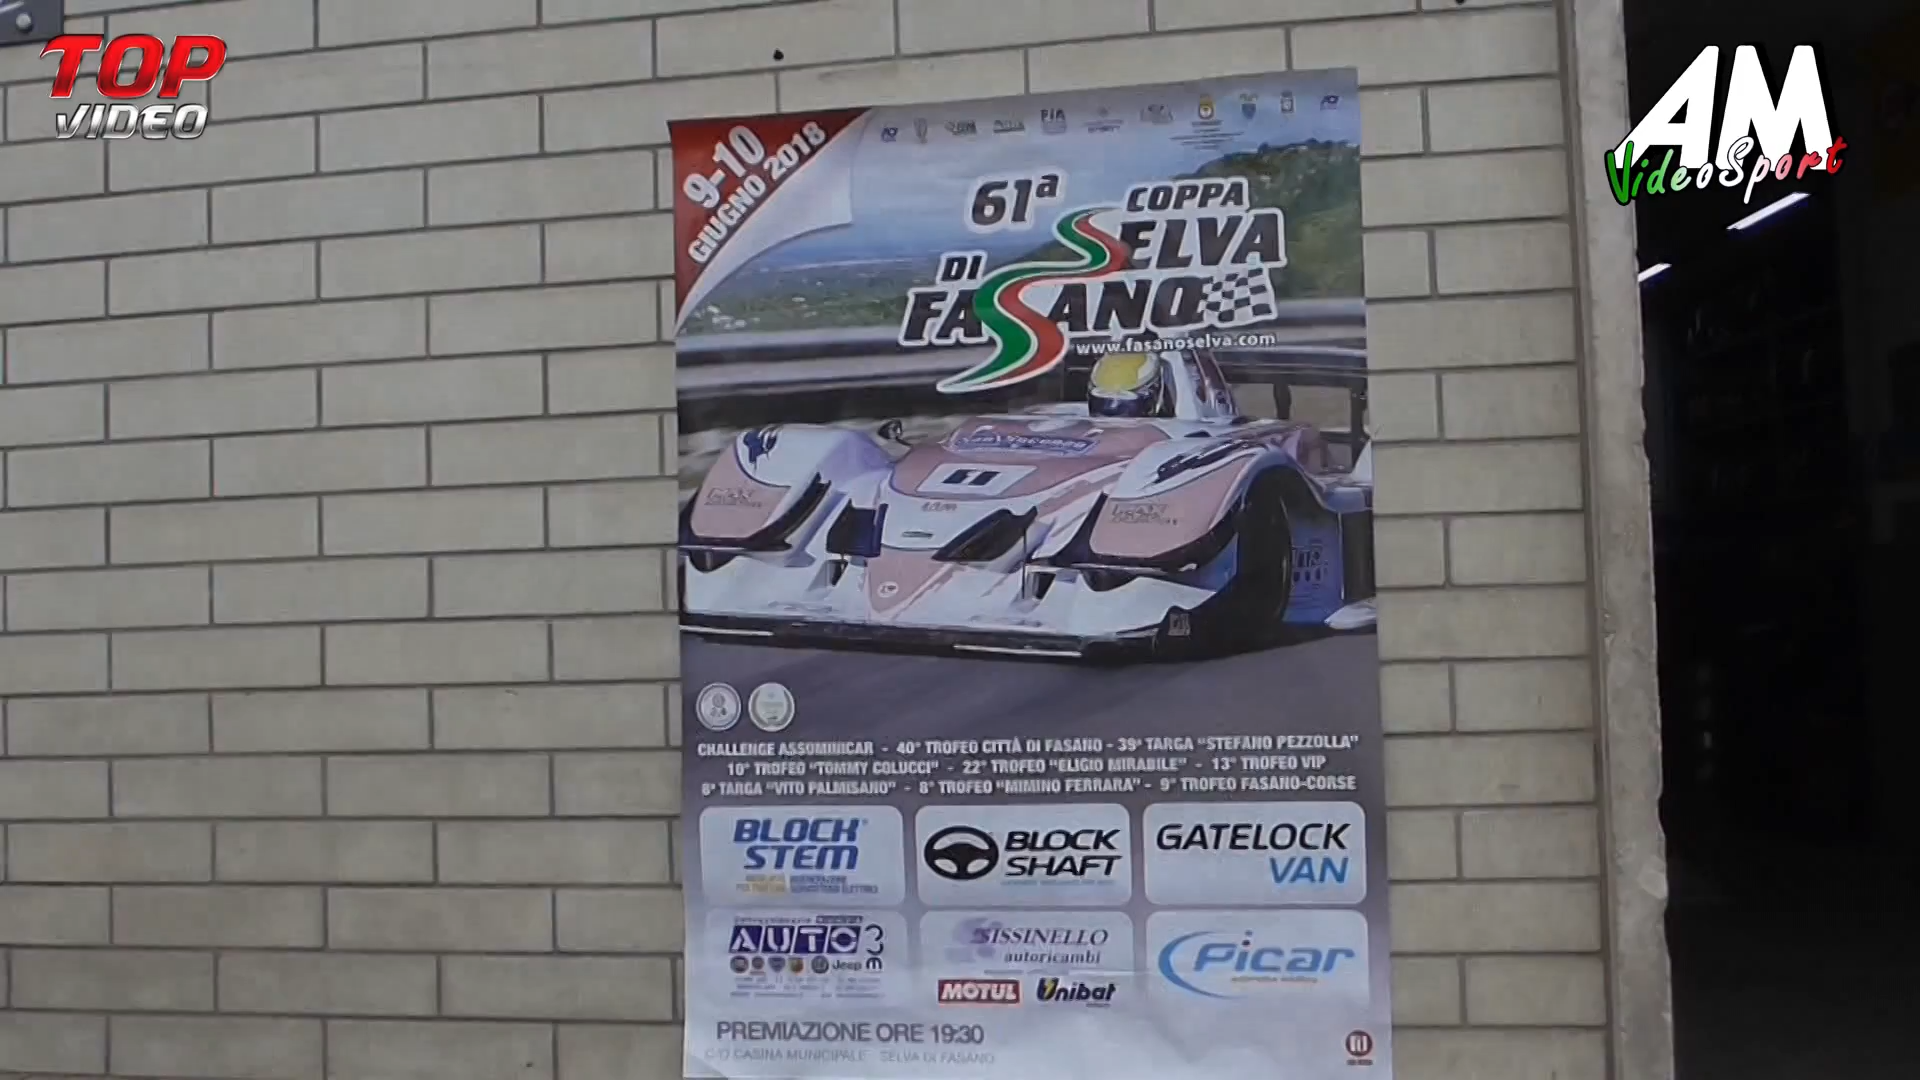 TOP
VIDEO
AM
VideoSport
9-10
GIUGNO 2018
FIA
61ª
COPPA
SELVA
DI
FASANO
www.fasanoselva.com
1
CHALLENGE ASSOMINICAR - 40° TROFEO CITTÀ DI FASANO - 39ª TARGA "STEFANO PEZZOLLA"
10° TROFEO "TOMMY COLUCCI" - 22° TROFEO "ELIGIO MIRABILE" - 13° TROFEO VIP
8ª TARGA "VITO PALMISANO" - 8° TROFEO "MIMINO FERRARA" - 9° TROFEO FASANO-CORSE
BLOCK
STEM
BLOCK
SHAFT
GATELOCK
VAN
AUTO 3
Jeep
SISSINELLO
autoricambi
MOTUL
Unibat
Picar
PREMIAZIONE ORE 19:30
C/O CASINA MUNICIPALE - SELVA DI FASANO